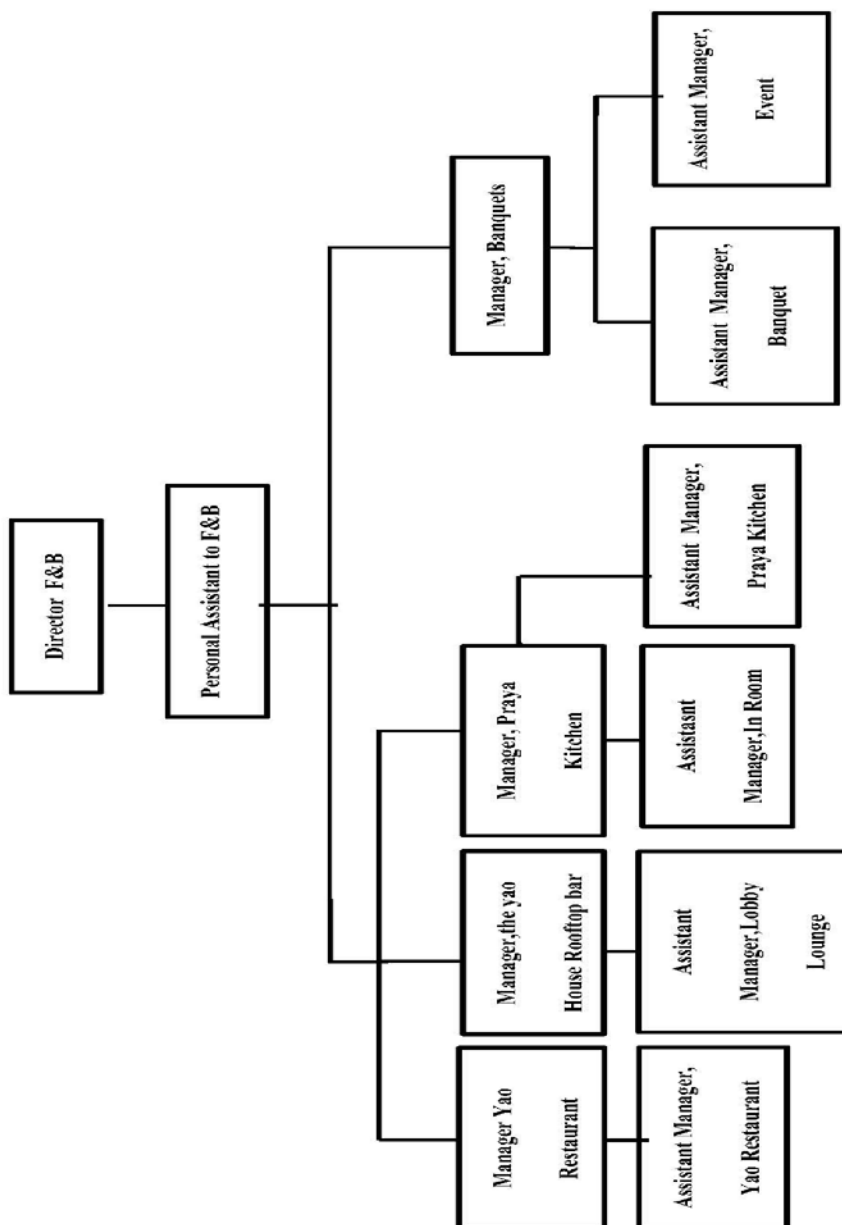 Director F&B
Personal Assistant to F&B
Manager Yao
Restaurant
Manager,the yao
House Rooftop bar
Manager, Praya
Kitchen
Manager, Banquets
Assistant Manager,
Yao Restaurant
Assistant
Manager,Lobby
Lounge
Assistasnt
Manager,In Room
Assistant Manager,
Praya Kitchen
Assistant Manager,
Banquet
Assistant Manager,
Event